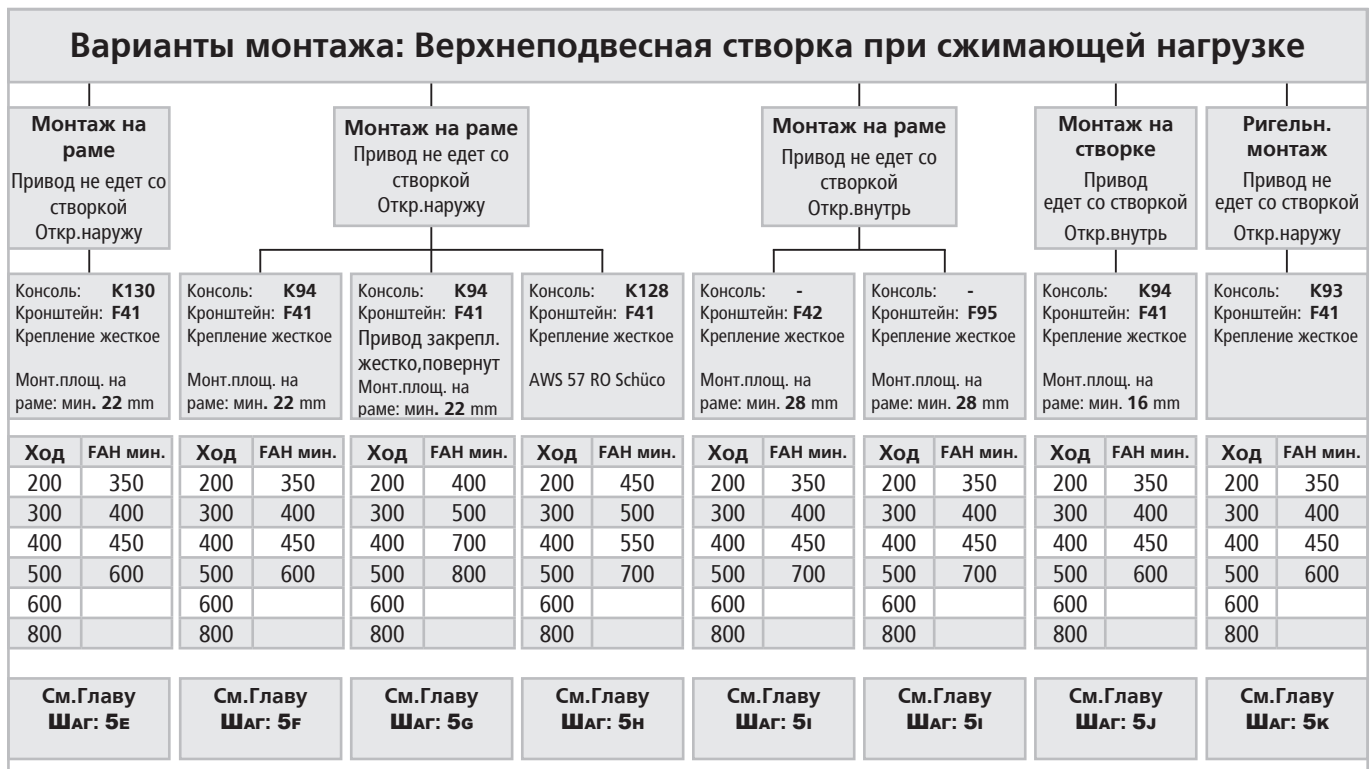 Варианты монтажа: Верхнеподвесная створка при сжимающей нагрузке
Монтаж на
раме
Привод не едет со
створкой
Откр.наружу
Монтаж на раме
Привод не едет со
створкой
Откр.наружу
Монтаж на раме
Привод не едет со
створкой
Откр.внутрь
Монтаж на
створке
Привод
едет со створкой
Откр.внутрь
Ригельн.
монтаж
Привод не
едет со створкой
Откр.наружу
Консоль: K130
Кронштейн: F41
Крепление жесткое
Монт.площ. на
раме: мин. 22 mm
Консоль: K94
Кронштейн: F41
Крепление жесткое
Монт.площ. на
раме: мин. 22 mm
Консоль: K94
Кронштейн: F41
Привод закрепл.
жестко,повернут
Монт.площ. на
раме: мин. 22 mm
Консоль: K128
Кронштейн: F41
Крепление жесткое
AWS 57 RO Schüco
Консоль: -
Кронштейн: F42
Крепление жесткое
Монт.площ. на
раме: мин. 28 mm
Консоль: -
Кронштейн: F95
Крепление жесткое
Монт.площ. на
раме: мин. 28 mm
Консоль: K94
Кронштейн: F41
Крепление жесткое
Монт.площ. на
раме: мин. 16 mm
Консоль: K93
Кронштейн: F41
Крепление жесткое
Ход FAH мин. Ход FAH мин. Ход FAH мин. Ход FAH мин. Ход FAH мин. Ход FAH мин. Ход FAH мин. Ход FAH мин.
200 350 200 350 200 400 200 450 200 350 200 350 200 350 200 350
300 400 300 400 300 500 300 500 300 400 300 400 300 400 300 400
400 450 400 450 400 700 400 550 400 450 400 450 400 450 400 450
500 600 500 600 500 800 500 700 500 700 500 700 500 600 500 600
600 600 600 600 600 600 600 600
800 800 800 800 800 800 800 800
См.Главу См.Главу См.Главу См.Главу См.Главу См.Главу См.Главу См.Главу
Шаг: 5E Шаг: 5F Шаг: 5G Шаг: 5H Шаг: 5I Шаг: 5I Шаг: 5J Шаг: 5K